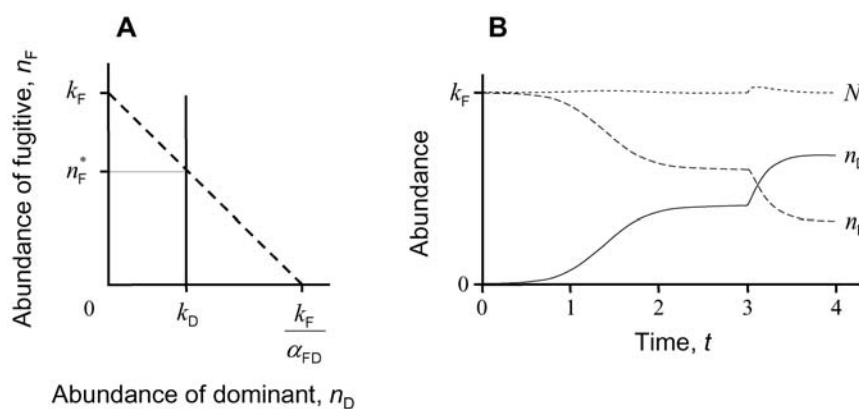 A
Abundance of fugitive, n_F
k_F
n_F^*
0
k_D
k_F
α_FD
Abundance of dominant, n_D
B
Abundance
k_F
0
N
n_D
n
0
1
2
3
4
Time, t